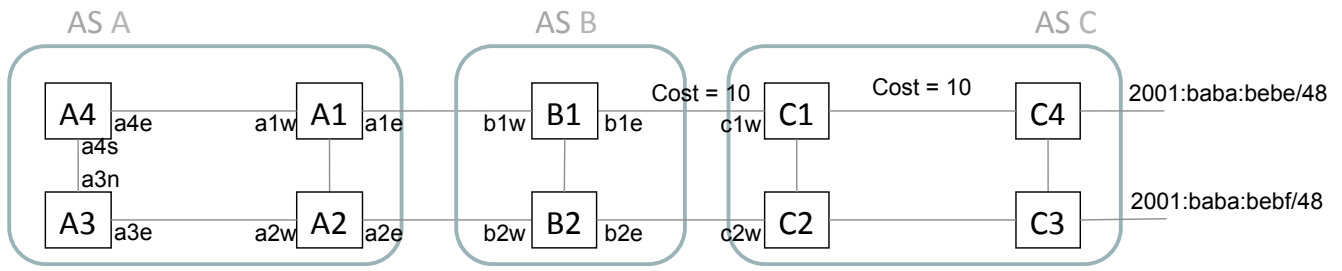 AS A
AS B
AS C
A4
a4e
a1w
A1
a1e
b1w
B1
b1e
Cost = 10
c1w
C1
Cost = 10
C4
2001:baba:bebe/48
a4s
a3n
A3
a3e
a2w
A2
a2e
b2w
B2
b2e
c2w
C2
C3
2001:baba:bebf/48